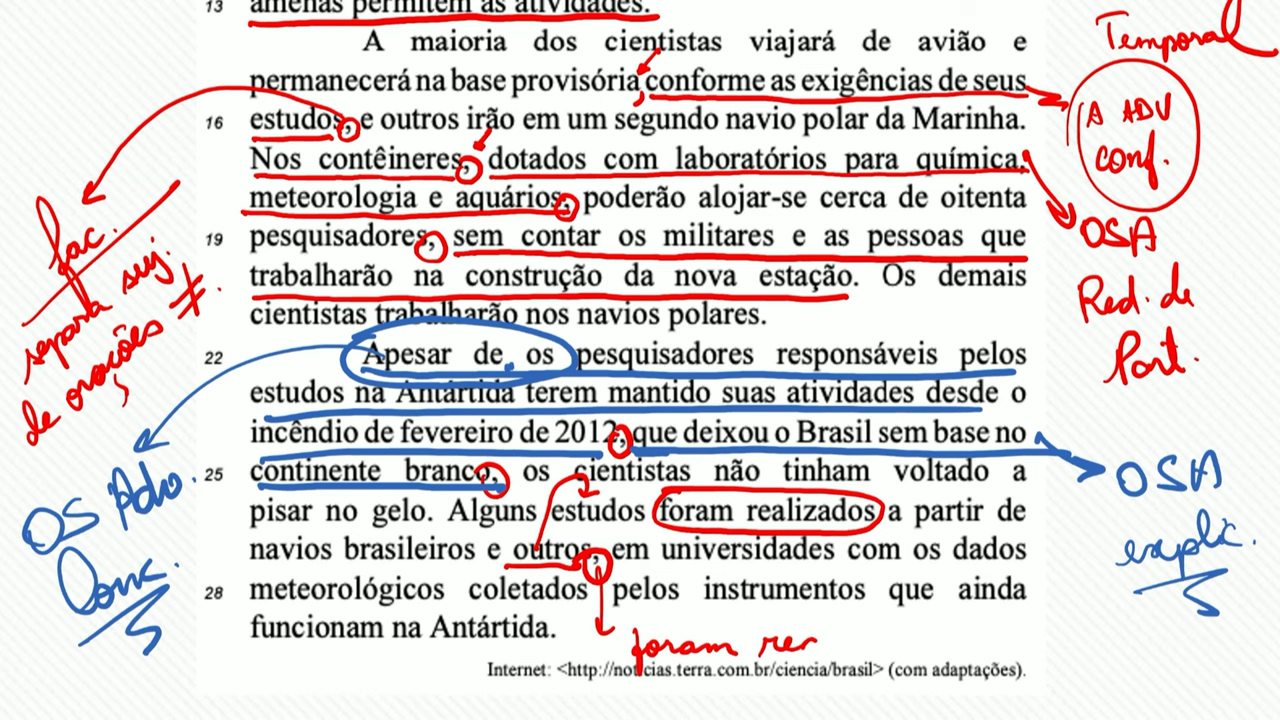 13 amenas permitem as atividades.
A maioria dos cientistas viajará de avião e
permanecerá na base provisória, conforme as exigências de seus
16 estudos, e outros irão em um segundo navio polar da Marinha.
Nos contêineres, dotados com laboratórios para química,
meteorologia e aquários, poderão alojar-se cerca de oitenta
19 pesquisadores, sem contar os militares e as pessoas que
trabalharão na construção da nova estação. Os demais
cientistas trabalharão nos navios polares.
22 Apesar de os pesquisadores responsáveis pelos
estudos na Antártida terem mantido suas atividades desde o
incêndio de fevereiro de 2012, que deixou o Brasil sem base no
25 continente branco, os cientistas não tinham voltado a
pisar no gelo. Alguns estudos foram realizados a partir de
navios brasileiros e outros, em universidades com os dados
28 meteorológicos coletados pelos instrumentos que ainda
funcionam na Antártida.
Internet: <http://noticias.terra.com.br/ciencia/brasil> (com adaptações).
Temporal
A ADV
conf.
OSA
Red. de
Part.
OSA
explic.
fac.
separa suj.
de orações ≠
OS Adv.
Conc.
foram rea